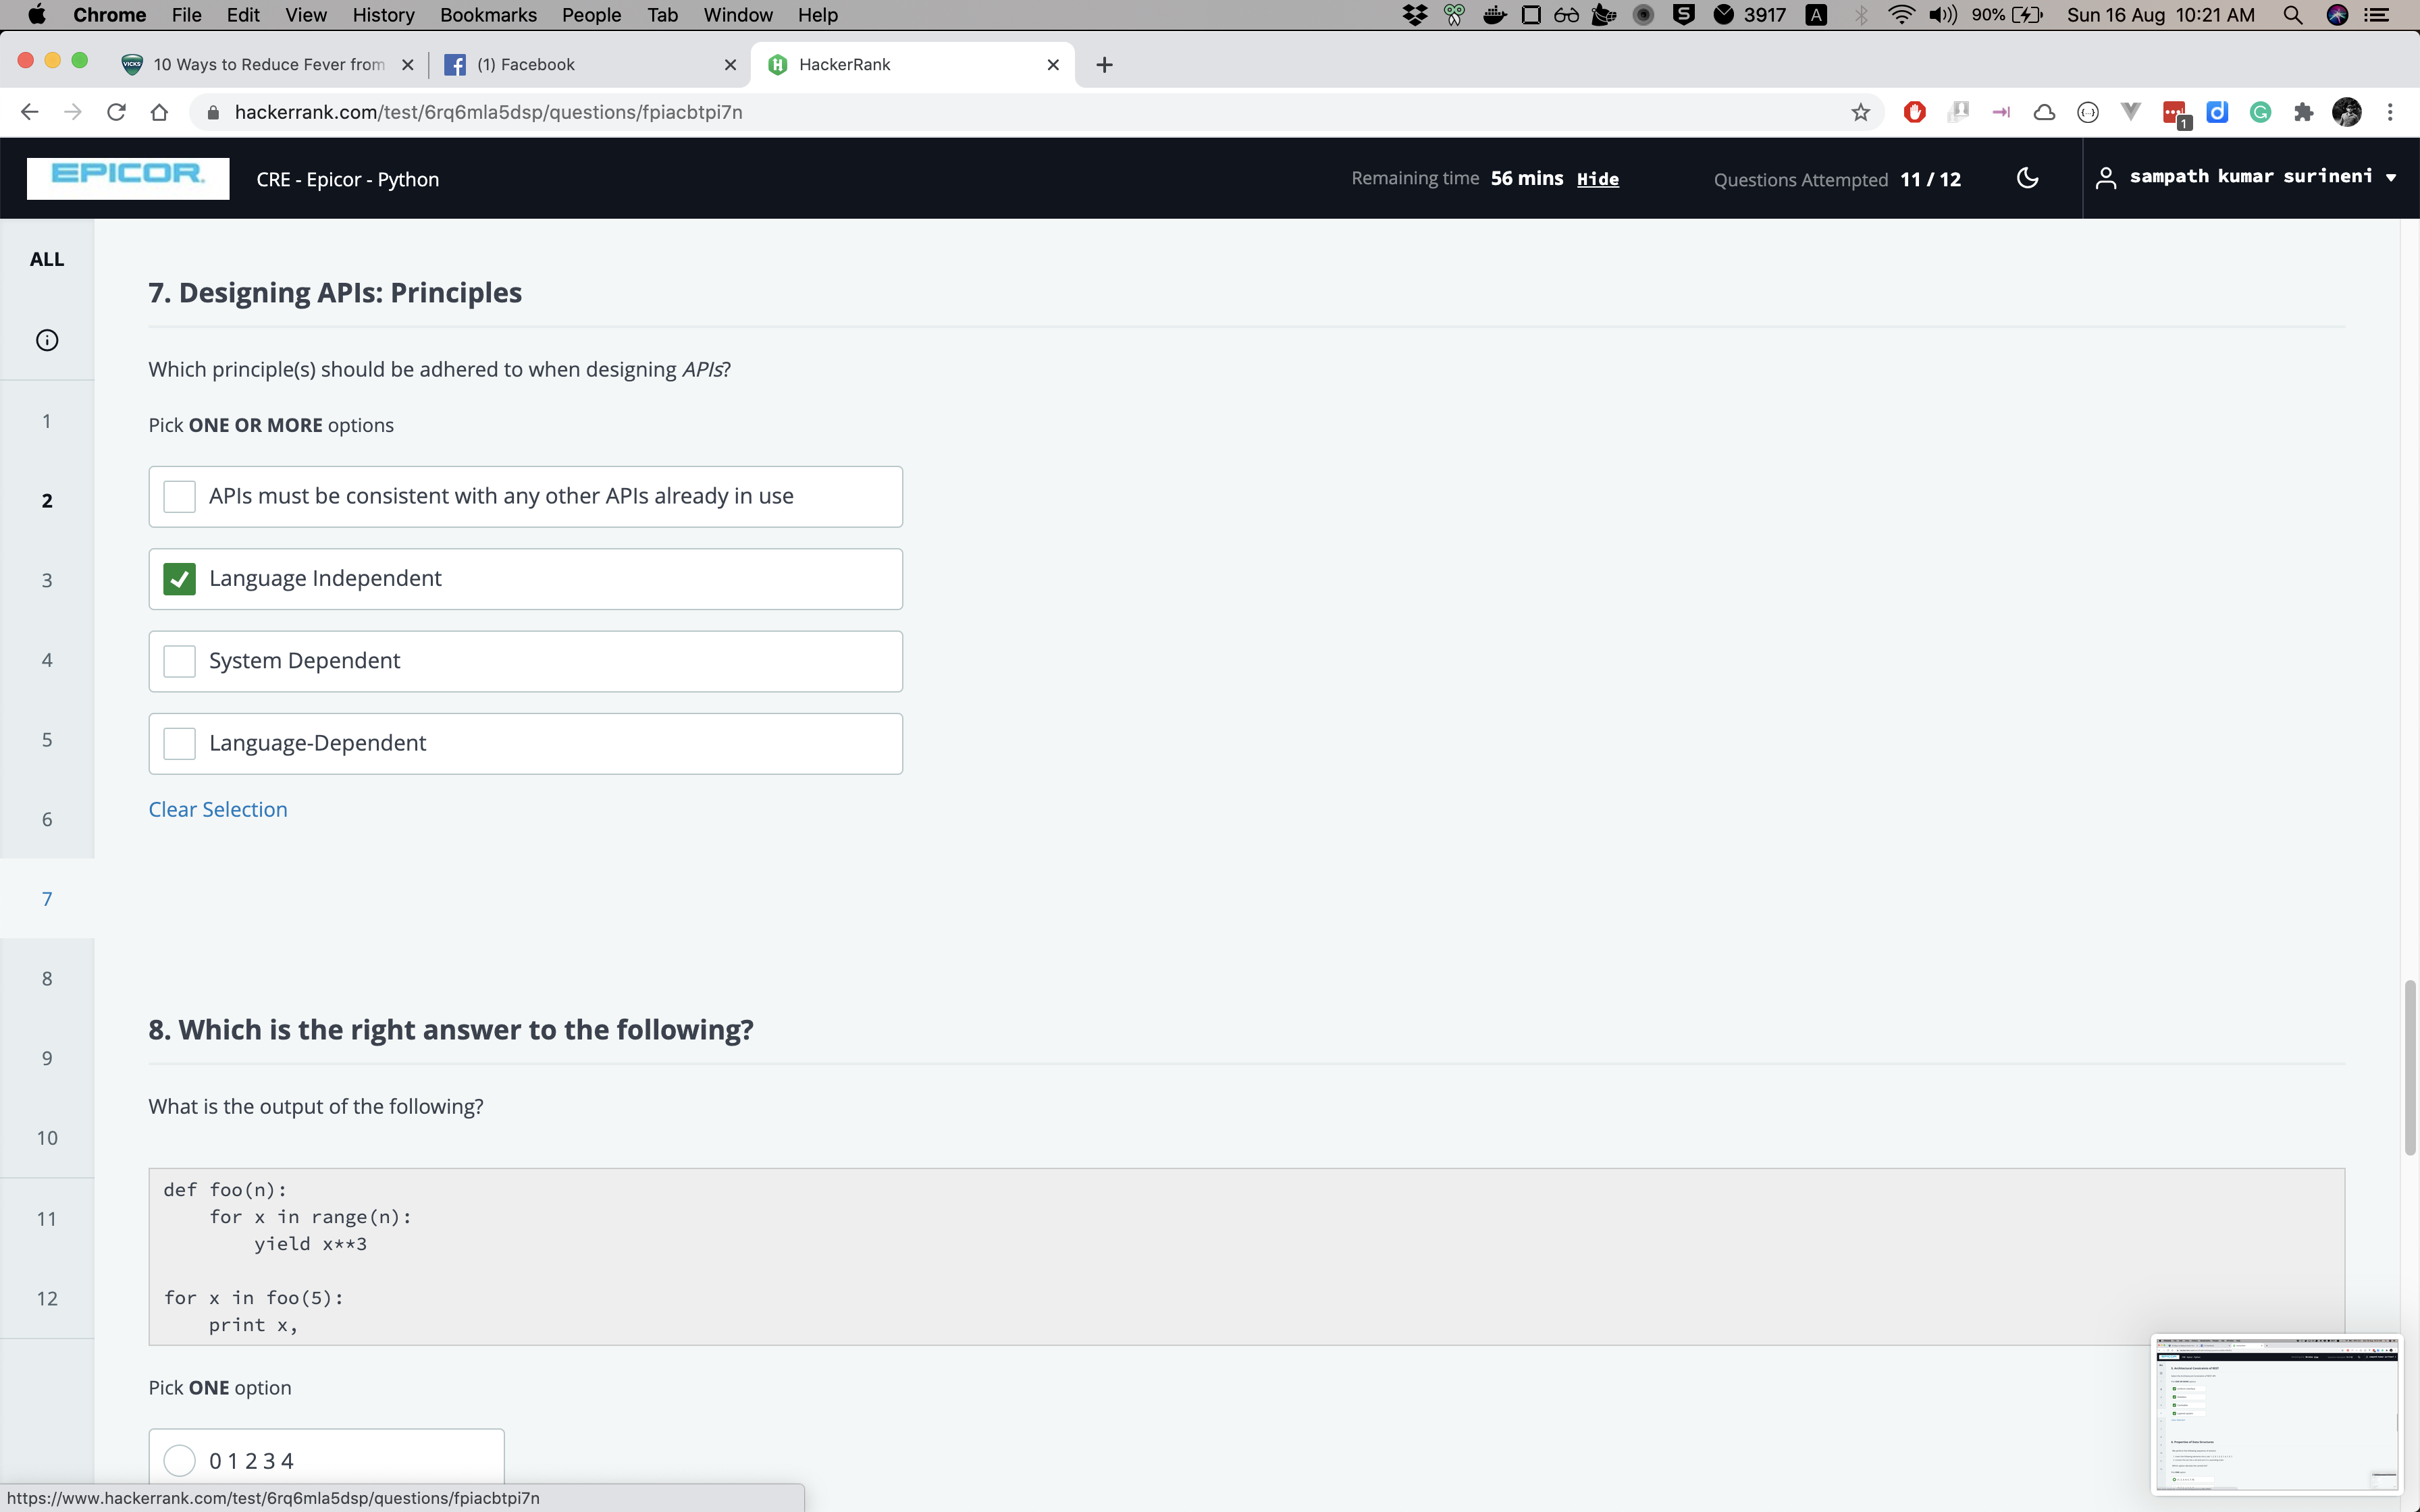 Chrome File Edit View History Bookmarks People Tab Window Help 3917 A 90% Sun 16 Aug 10:21 AM
VICKS 10 Ways to Reduce Fever from (1) Facebook HackerRank
hackerrank.com/test/6rq6mla5dsp/questions/fpiacbtpi7n 1
EPICOR. CRE - Epicor - Python Remaining time 56 mins Hide Questions Attempted 11 / 12 sampath kumar surineni
ALL
1
2
3
4
5
6
7
8
9
10
11
12
7. Designing APIs: Principles
Which principle(s) should be adhered to when designing APIs?
Pick ONE OR MORE options
APIs must be consistent with any other APIs already in use
Language Independent
System Dependent
Language-Dependent
Clear Selection
8. Which is the right answer to the following?
What is the output of the following?
def foo(n):
    for x in range(n):
        yield x**3
for x in foo(5):
    print x,
Pick ONE option
0 1 2 3 4
https://www.hackerrank.com/test/6rq6mla5dsp/questions/fpiacbtpi7n